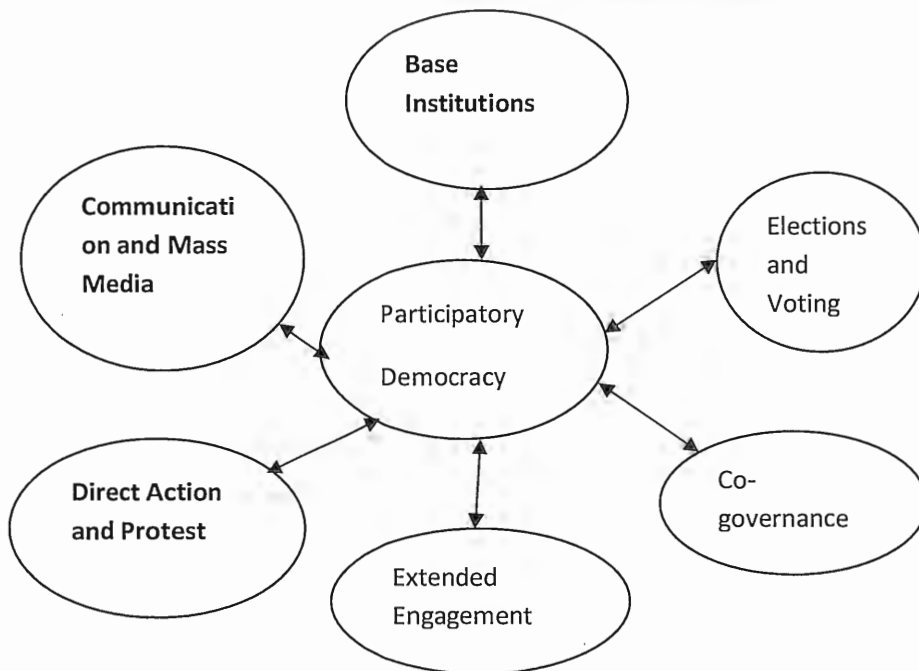 Base
Institutions
Communicati
on and Mass
Media
Elections
and
Voting
Participatory
Democracy
Direct Action
and Protest
Co-
governance
Extended
Engagement